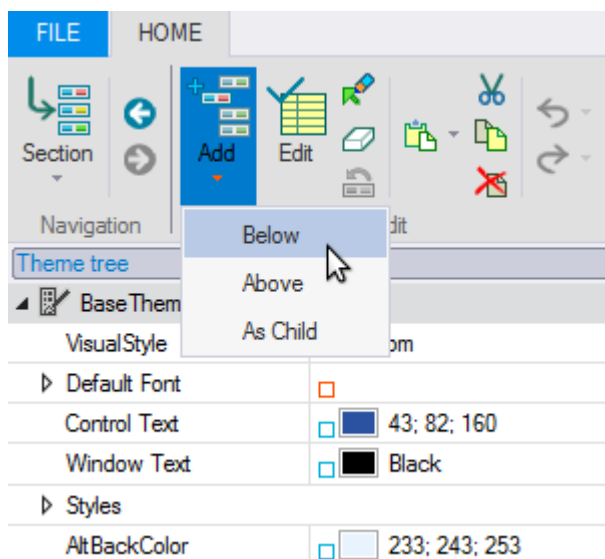 FILE HOME
Section Add Edit
Navigation dit
Below
Theme tree
Above
BaseThem
As Child
VisualStyle om
Default Font
Control Text 43; 82; 160
Window Text Black
Styles
AltBackColor 233; 243; 253